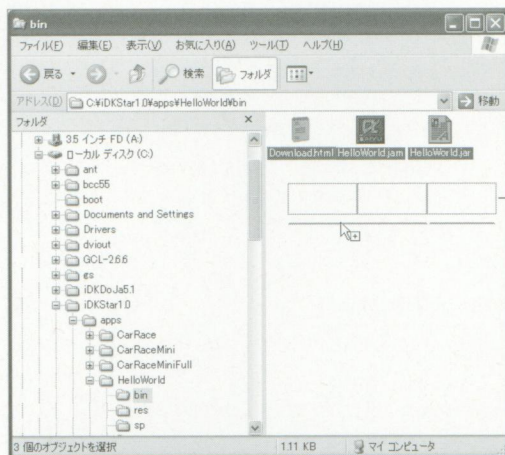 bin
ファイル(F) 編集(E) 表示(V) お気に入り(A) ツール(T) ヘルプ(H)
戻る 検索 フォルダ
アドレス(D) C:¥iDKStar1.0¥apps¥HelloWorld¥bin 移動
フォルダ
3.5 インチ FD (A:)
ローカル ディスク (C:)
ant
bcc55
boot
Documents and Settings
Drivers
dviout
GCL-2.6.6
gs
iDKDoJa5.1
iDKStar1.0
apps
CarRace
CarRaceMini
CarRaceMiniFull
HelloWorld
bin
res
sp
Download.html HelloWorld.jam HelloWorld.jar
3 個のオブジェクトを選択 1.11 KB マイ コンピュータ